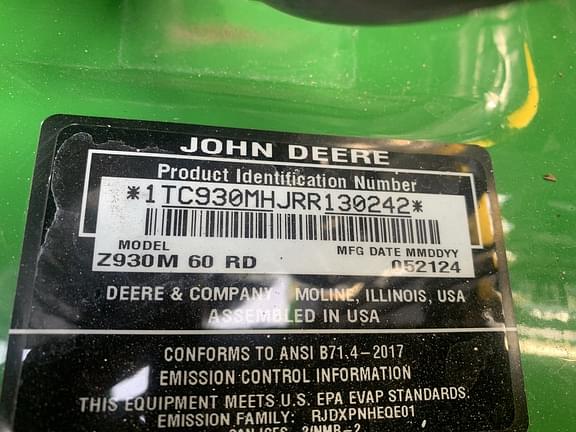 JOHN DEERE
Product Identification Number
*1TC930MHJRR130242*
MODEL MFG DATE MMDDYY
Z930M 60 RD 052124
DEERE & COMPANY MOLINE, ILLINOIS, USA
ASSEMBLED IN USA
CONFORMS TO ANSI B71.4-2017
EMISSION CONTROL INFORMATION
THIS EQUIPMENT MEETS U.S. EPA EVAP STANDARDS.
EMISSION FAMILY: RJDXPNHEQE01